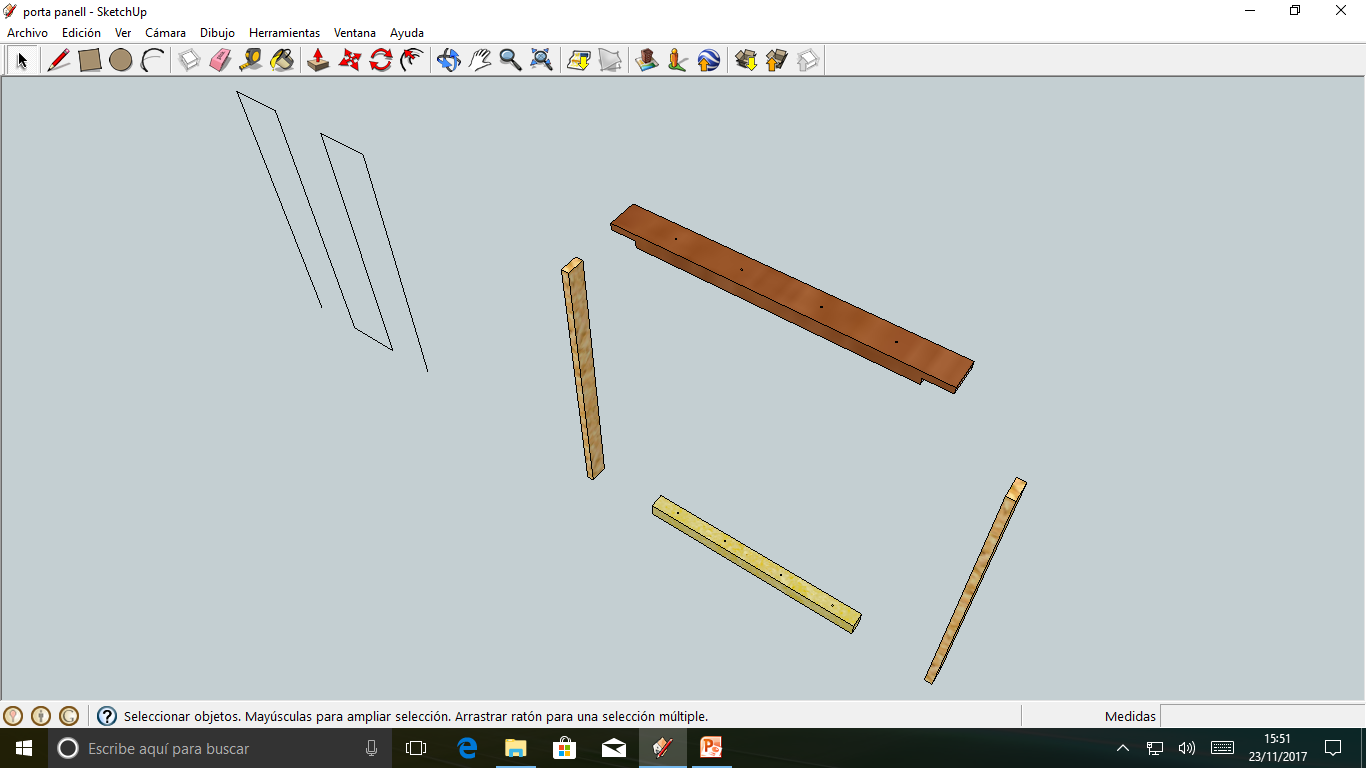 porta panell - SketchUp
Archivo Edición Ver Cámara Dibujo Herramientas Ventana Ayuda
Seleccionar objetos. Mayúsculas para ampliar selección. Arrastrar ratón para una selección múltiple.
Medidas
Escribe aquí para buscar
15:51
23/11/2017